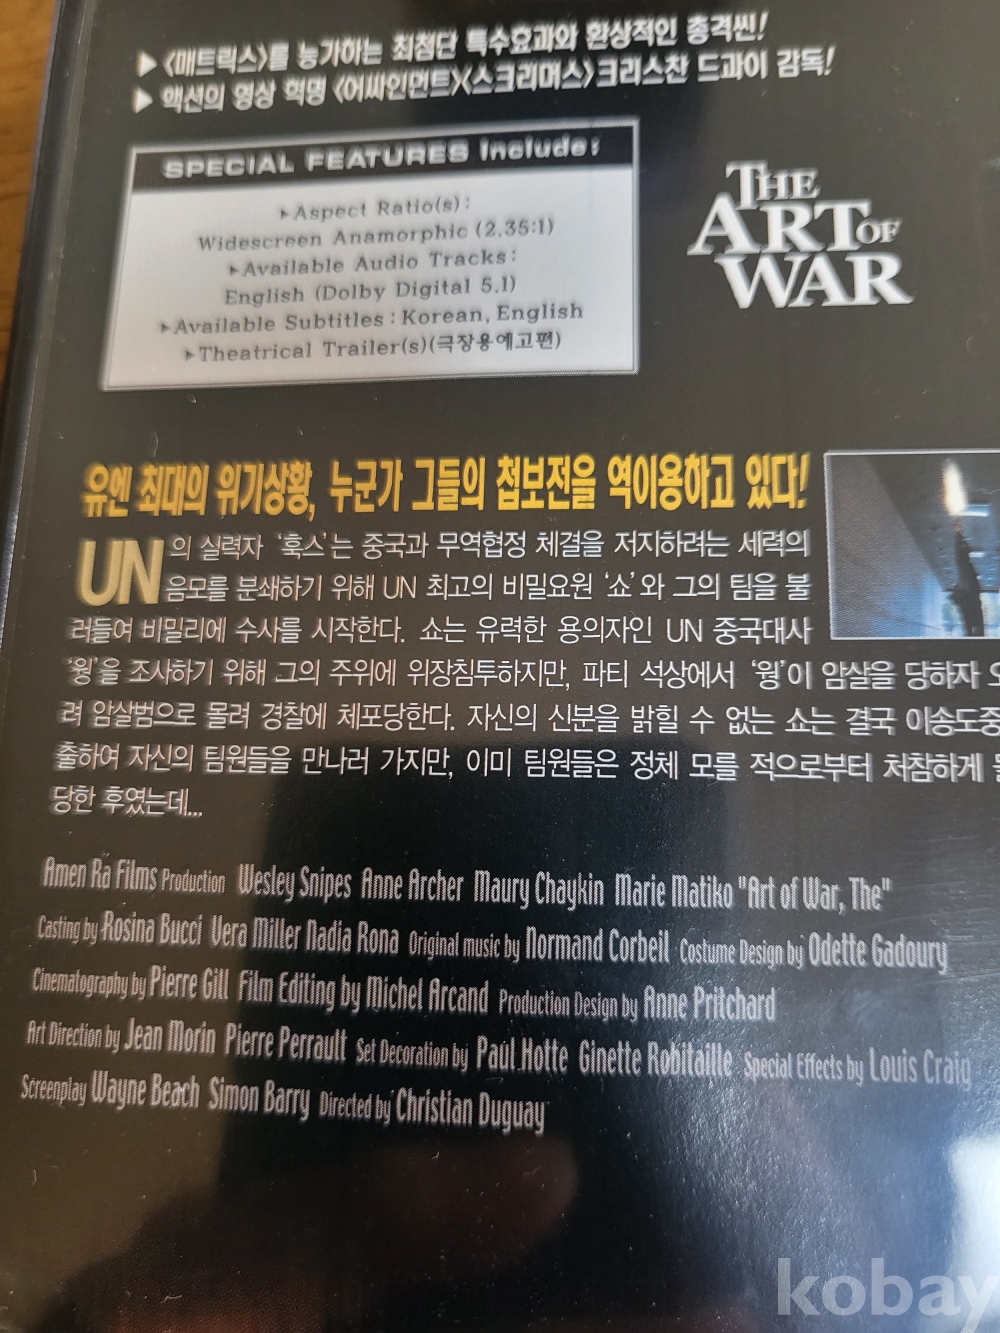 ▶ <매트릭스>를 능가하는 최첨단 특수효과와 환상적인 총격씬!
▶ 액션의 영상 혁명 <어싸인먼트><스크리머스> 크리스찬 드과이 감독!
SPECIAL FEATURES include:
▸Aspect Ratio(s):
Widescreen Anamorphic (2.35:1)
▸Available Audio Tracks:
English (Dolby Digital 5.1)
▸Available Subtitles : Korean, English
▸Theatrical Trailer(s)(극장용예고편)
THE
ART OF
WAR
유엔 최대의 위기상황, 누군가 그들의 첩보전을 역이용하고 있다!
UN의 실력자 '훅스'는 중국과 무역협정 체결을 저지하려는 세력의
음모를 분쇄하기 위해 UN 최고의 비밀요원 '쇼'와 그의 팀을 불
러들여 비밀리에 수사를 시작한다. 쇼는 유력한 용의자인 UN 중국대사
'웡'을 조사하기 위해 그의 주위에 위장침투하지만, 파티 석상에서 '웡'이 암살을 당하자 오
려 암살범으로 몰려 경찰에 체포당한다. 자신의 신분을 밝힐 수 없는 쇼는 결국 이송도중
출하여 자신의 팀원들을 만나러 가지만, 이미 팀원들은 정체 모를 적으로부터 처참하게
당한 후였는데...
Amen Ra Films Production Wesley Snipes Anne Archer Maury Chaykin Marie Matiko "Art of War, The"
Casting by Rosina Bucci Vera Miller Nadia Rona Original music by Normand Corbeil Costume Design by Odette Gadoury
Cinematography by Pierre Gill Film Editing by Michel Arcand Production Design by Anne Pritchard
Art Direction by Jean Morin Pierre Perrault Set Decoration by Paul Hotte Ginette Robitaille Special Effects by Louis Craig
Screenplay Wayne Beach Simon Barry Directed by Christian Duguay
kobay